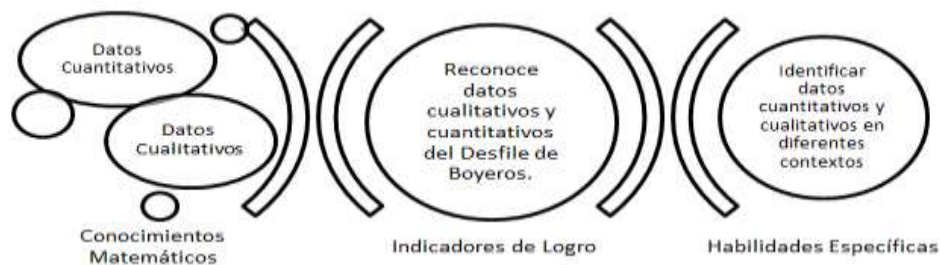 Datos
Cuantitativos
Datos
Cualitativos
Conocimientos
Matemáticos
Reconoce
datos
cualitativos y
cuantitativos
del Desfile de
Boyeros.
Indicadores de Logro
Identificar
datos
cuantitativos y
cualitativos en
diferentes
contextos
Habilidades Específicas